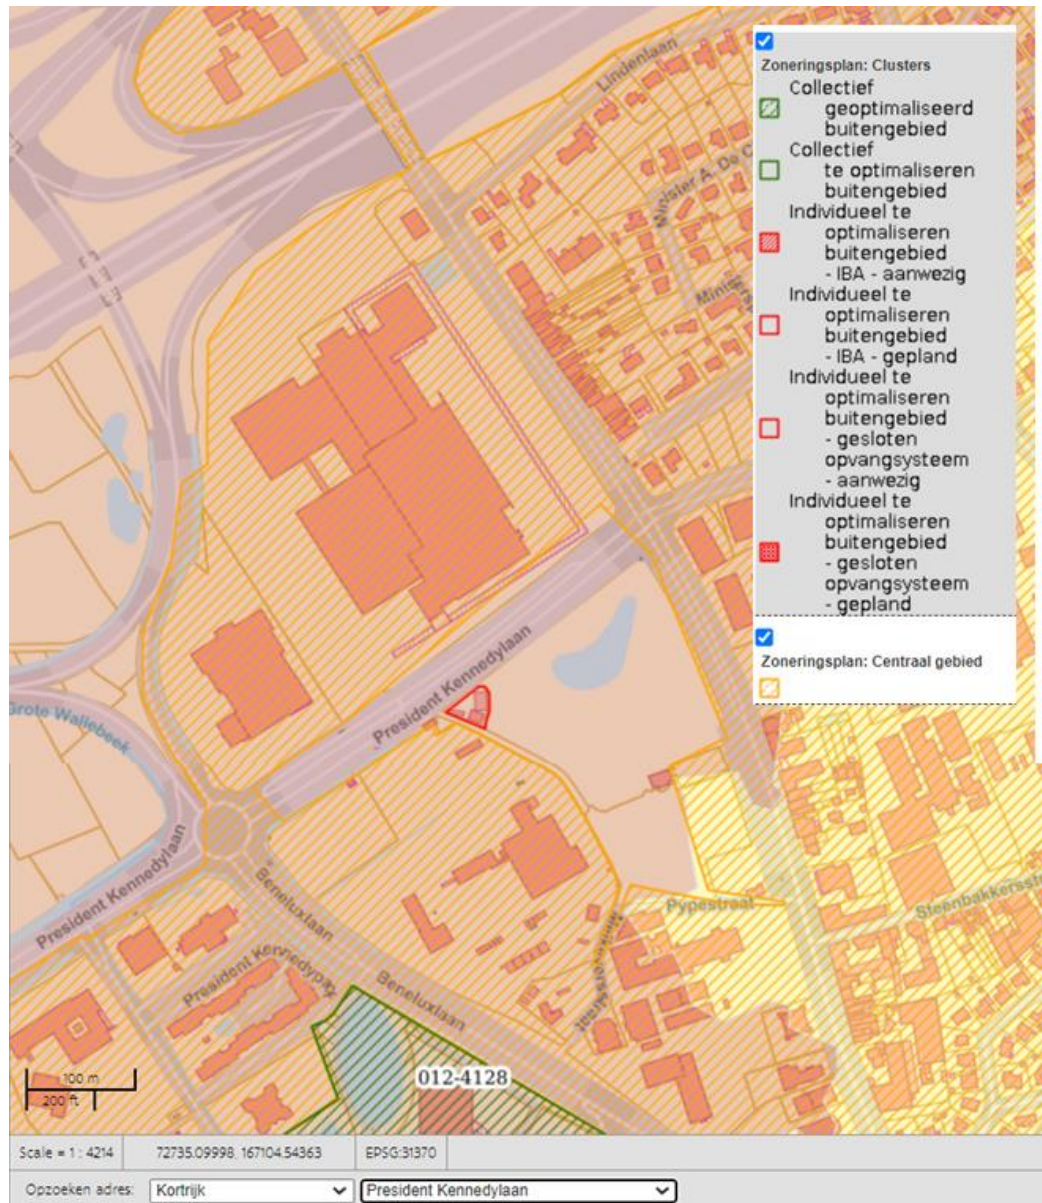 Lindenlaan
Zoneringsplan: Clusters
Collectief
geoptimaliseerd
buitengebied
Collectief
te optimaliseren
buitengebied
Individueel te
optimaliseren
buitengebied
- IBA - aanwezig
Individueel te
optimaliseren
buitengebied
- IBA - gepland
Individueel te
optimaliseren
buitengebied
- gesloten
opvangsysteem
- aanwezig
Individueel te
optimaliseren
buitengebied
- gesloten
opvangsysteem
- gepland
Zoneringsplan: Centraal gebied
Minister A. De C
President Kennedylaan
Grote Wallebeek
President Kennedylaan
Beneluxlaan
Pypestraat
President Kennedypark
Beneluxlaan
012-4128
100 m
200 ft
Scale = 1 : 4214
72735.09998, 167104.54363
EPSG:31370
Opzoeken adres:
Kortrijk
President Kennedylaan